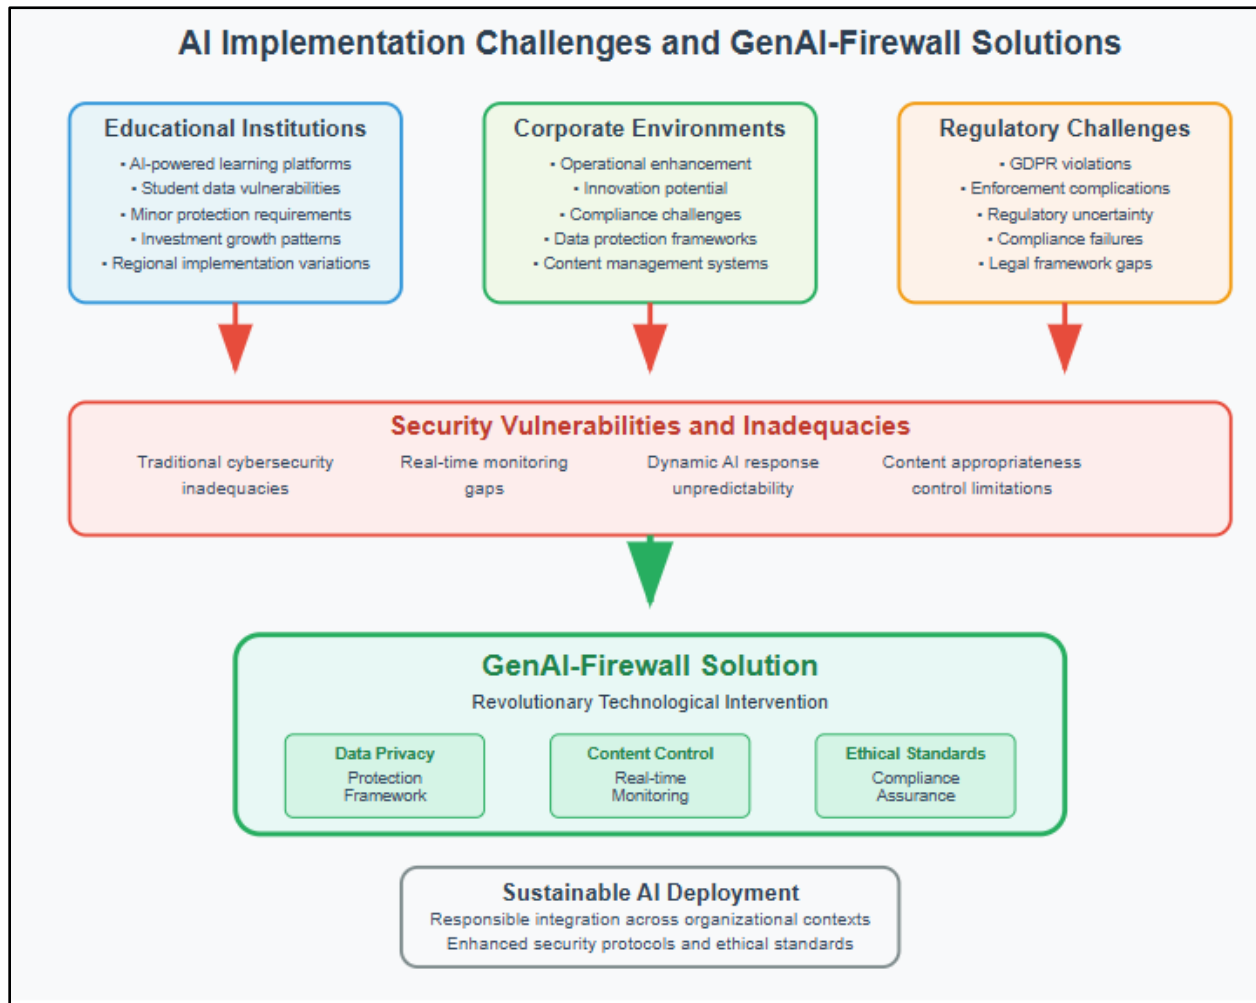 AI Implementation Challenges and GenAI-Firewall Solutions
Educational Institutions
▪ AI-powered learning platforms
▪ Student data vulnerabilities
▪ Minor protection requirements
▪ Investment growth patterns
▪ Regional implementation variations
Corporate Environments
▪ Operational enhancement
▪ Innovation potential
▪ Compliance challenges
▪ Data protection frameworks
▪ Content management systems
Regulatory Challenges
▪ GDPR violations
▪ Enforcement complications
▪ Regulatory uncertainty
▪ Compliance failures
▪ Legal framework gaps
Security Vulnerabilities and Inadequacies
Traditional cybersecurity
inadequacies
Real-time monitoring
gaps
Dynamic AI response
unpredictability
Content appropriateness
control limitations
GenAI-Firewall Solution
Revolutionary Technological Intervention
Data Privacy
Protection
Framework
Content Control
Real-time
Monitoring
Ethical Standards
Compliance
Assurance
Sustainable AI Deployment
Responsible integration across organizational contexts
Enhanced security protocols and ethical standards